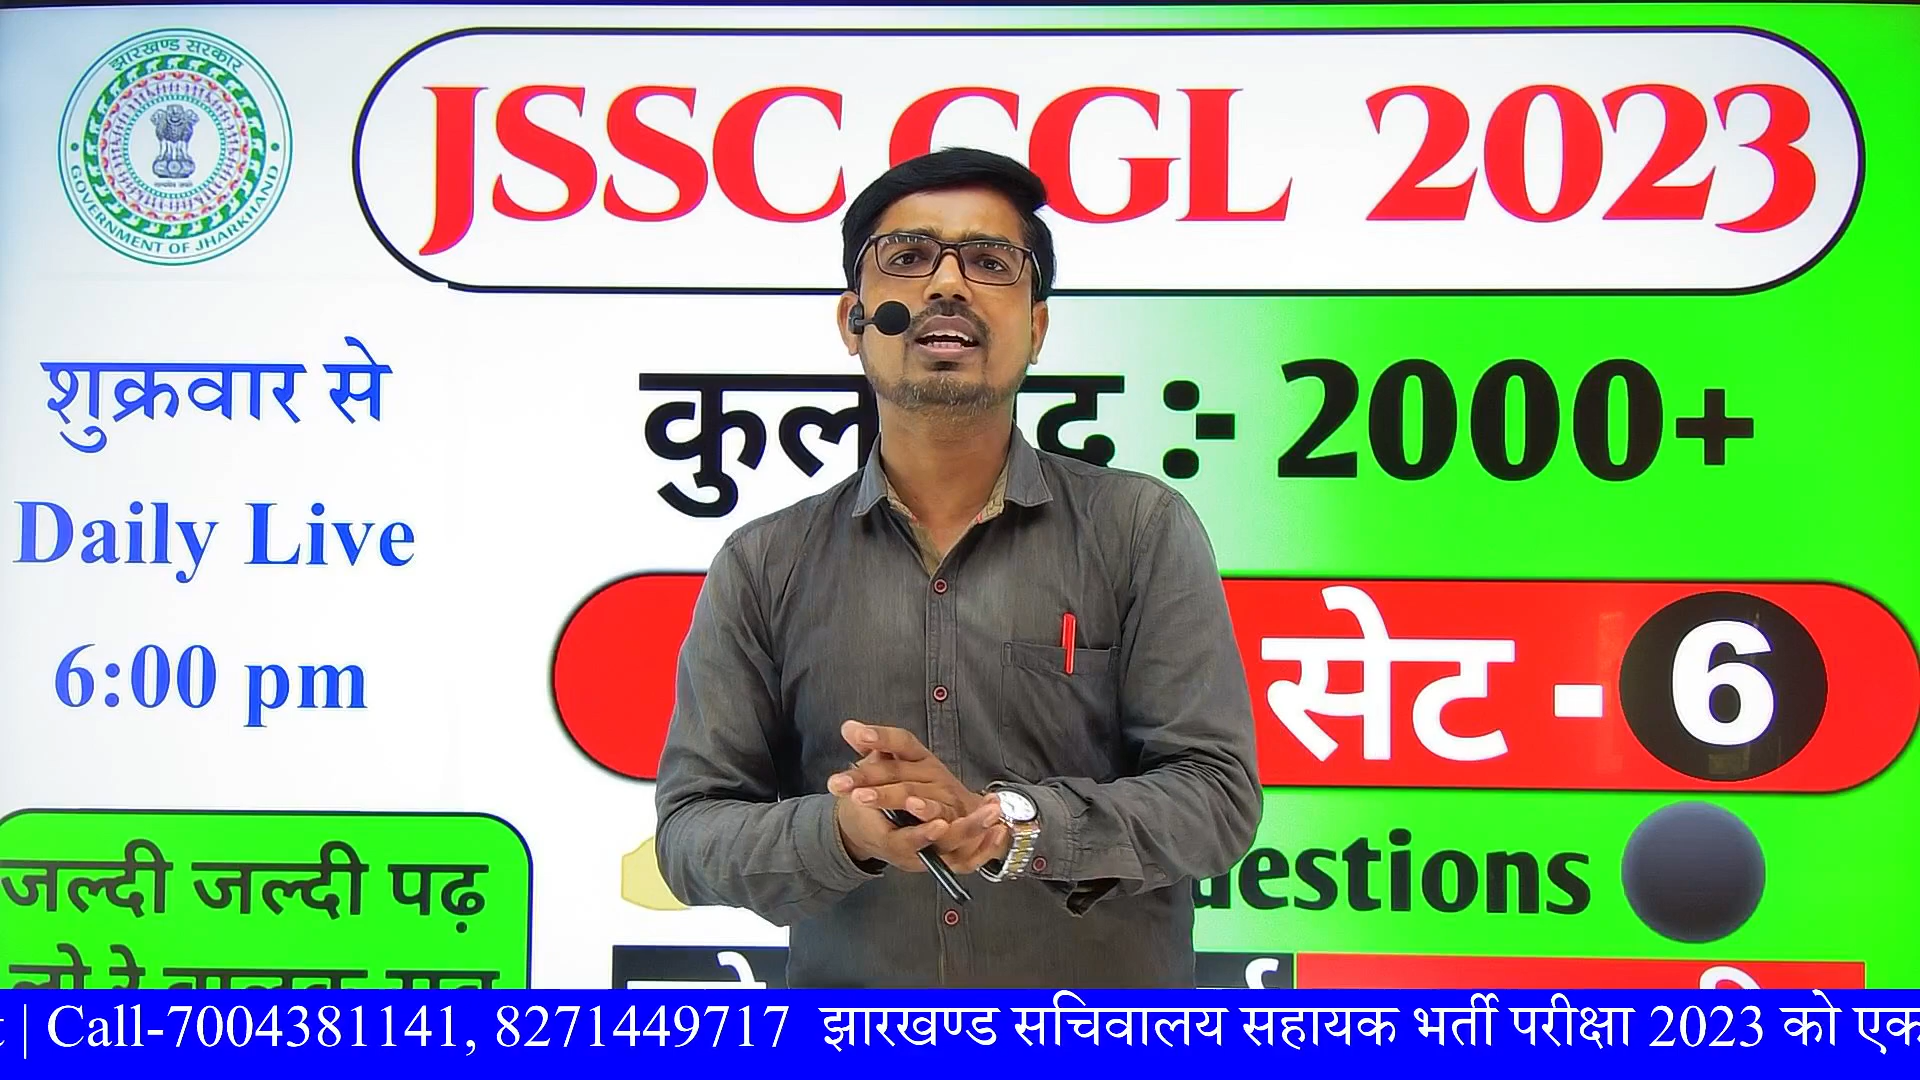 झारखण्ड सरकार
GOVERNMENT OF JHARKHAND
JSSC CGL 2023
शुक्रवार से
Daily Live
6:00 pm
:- 2000+
सेट - 6
जल्दी जल्दी पढ़
| Call-7004381141, 8271449717 झारखण्ड सचिवालय सहायक भर्ती परीक्षा 2023 को